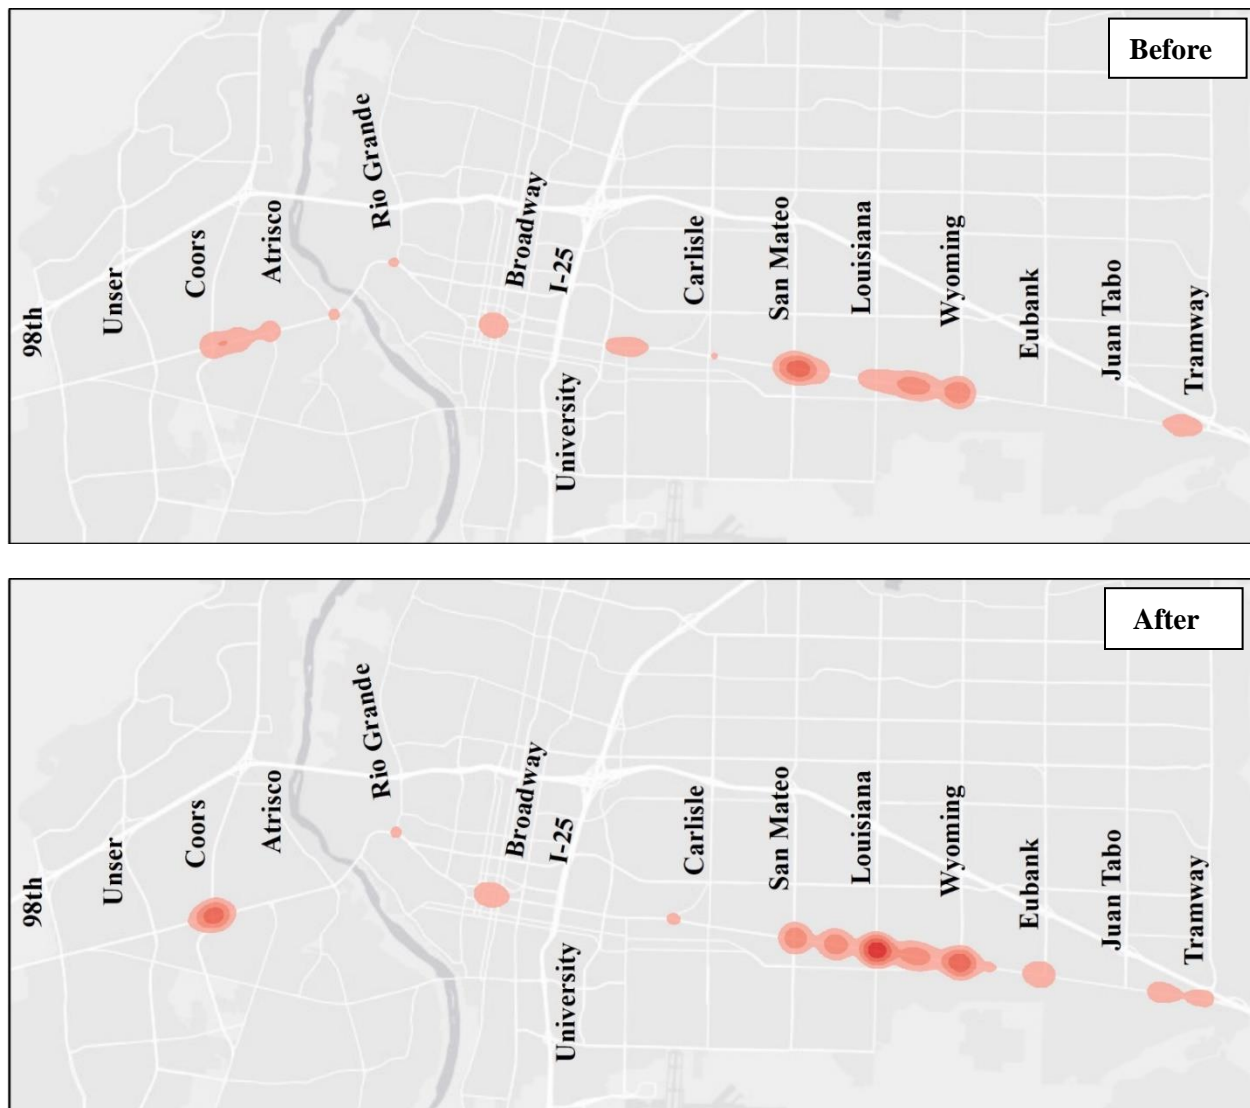 Before
98th
Unser
Coors
Atrisco
Rio Grande
Broadway
I-25
University
Carlisle
San Mateo
Louisiana
Wyoming
Eubank
Juan Tabo
Tramway
After
98th
Unser
Coors
Atrisco
Rio Grande
Broadway
I-25
University
Carlisle
San Mateo
Louisiana
Wyoming
Eubank
Juan Tabo
Tramway